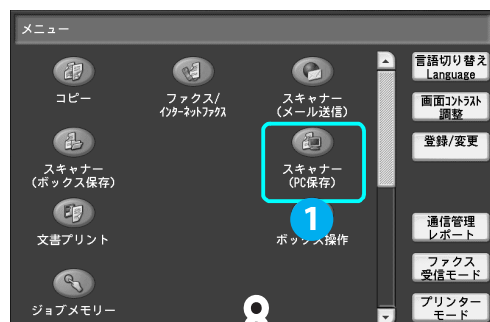 メニュー
コピー
ファクス/
インターネットファクス
スキャナー
(メール送信)
スキャナー
(ボックス保存)
スキャナー
(PC保存)
1
文書プリント
ボックス操作
ジョブメモリー
言語切り替え
Language
画面コントラスト
調整
登録/変更
通信管理
レポート
ファクス
受信モード
プリンター
モード